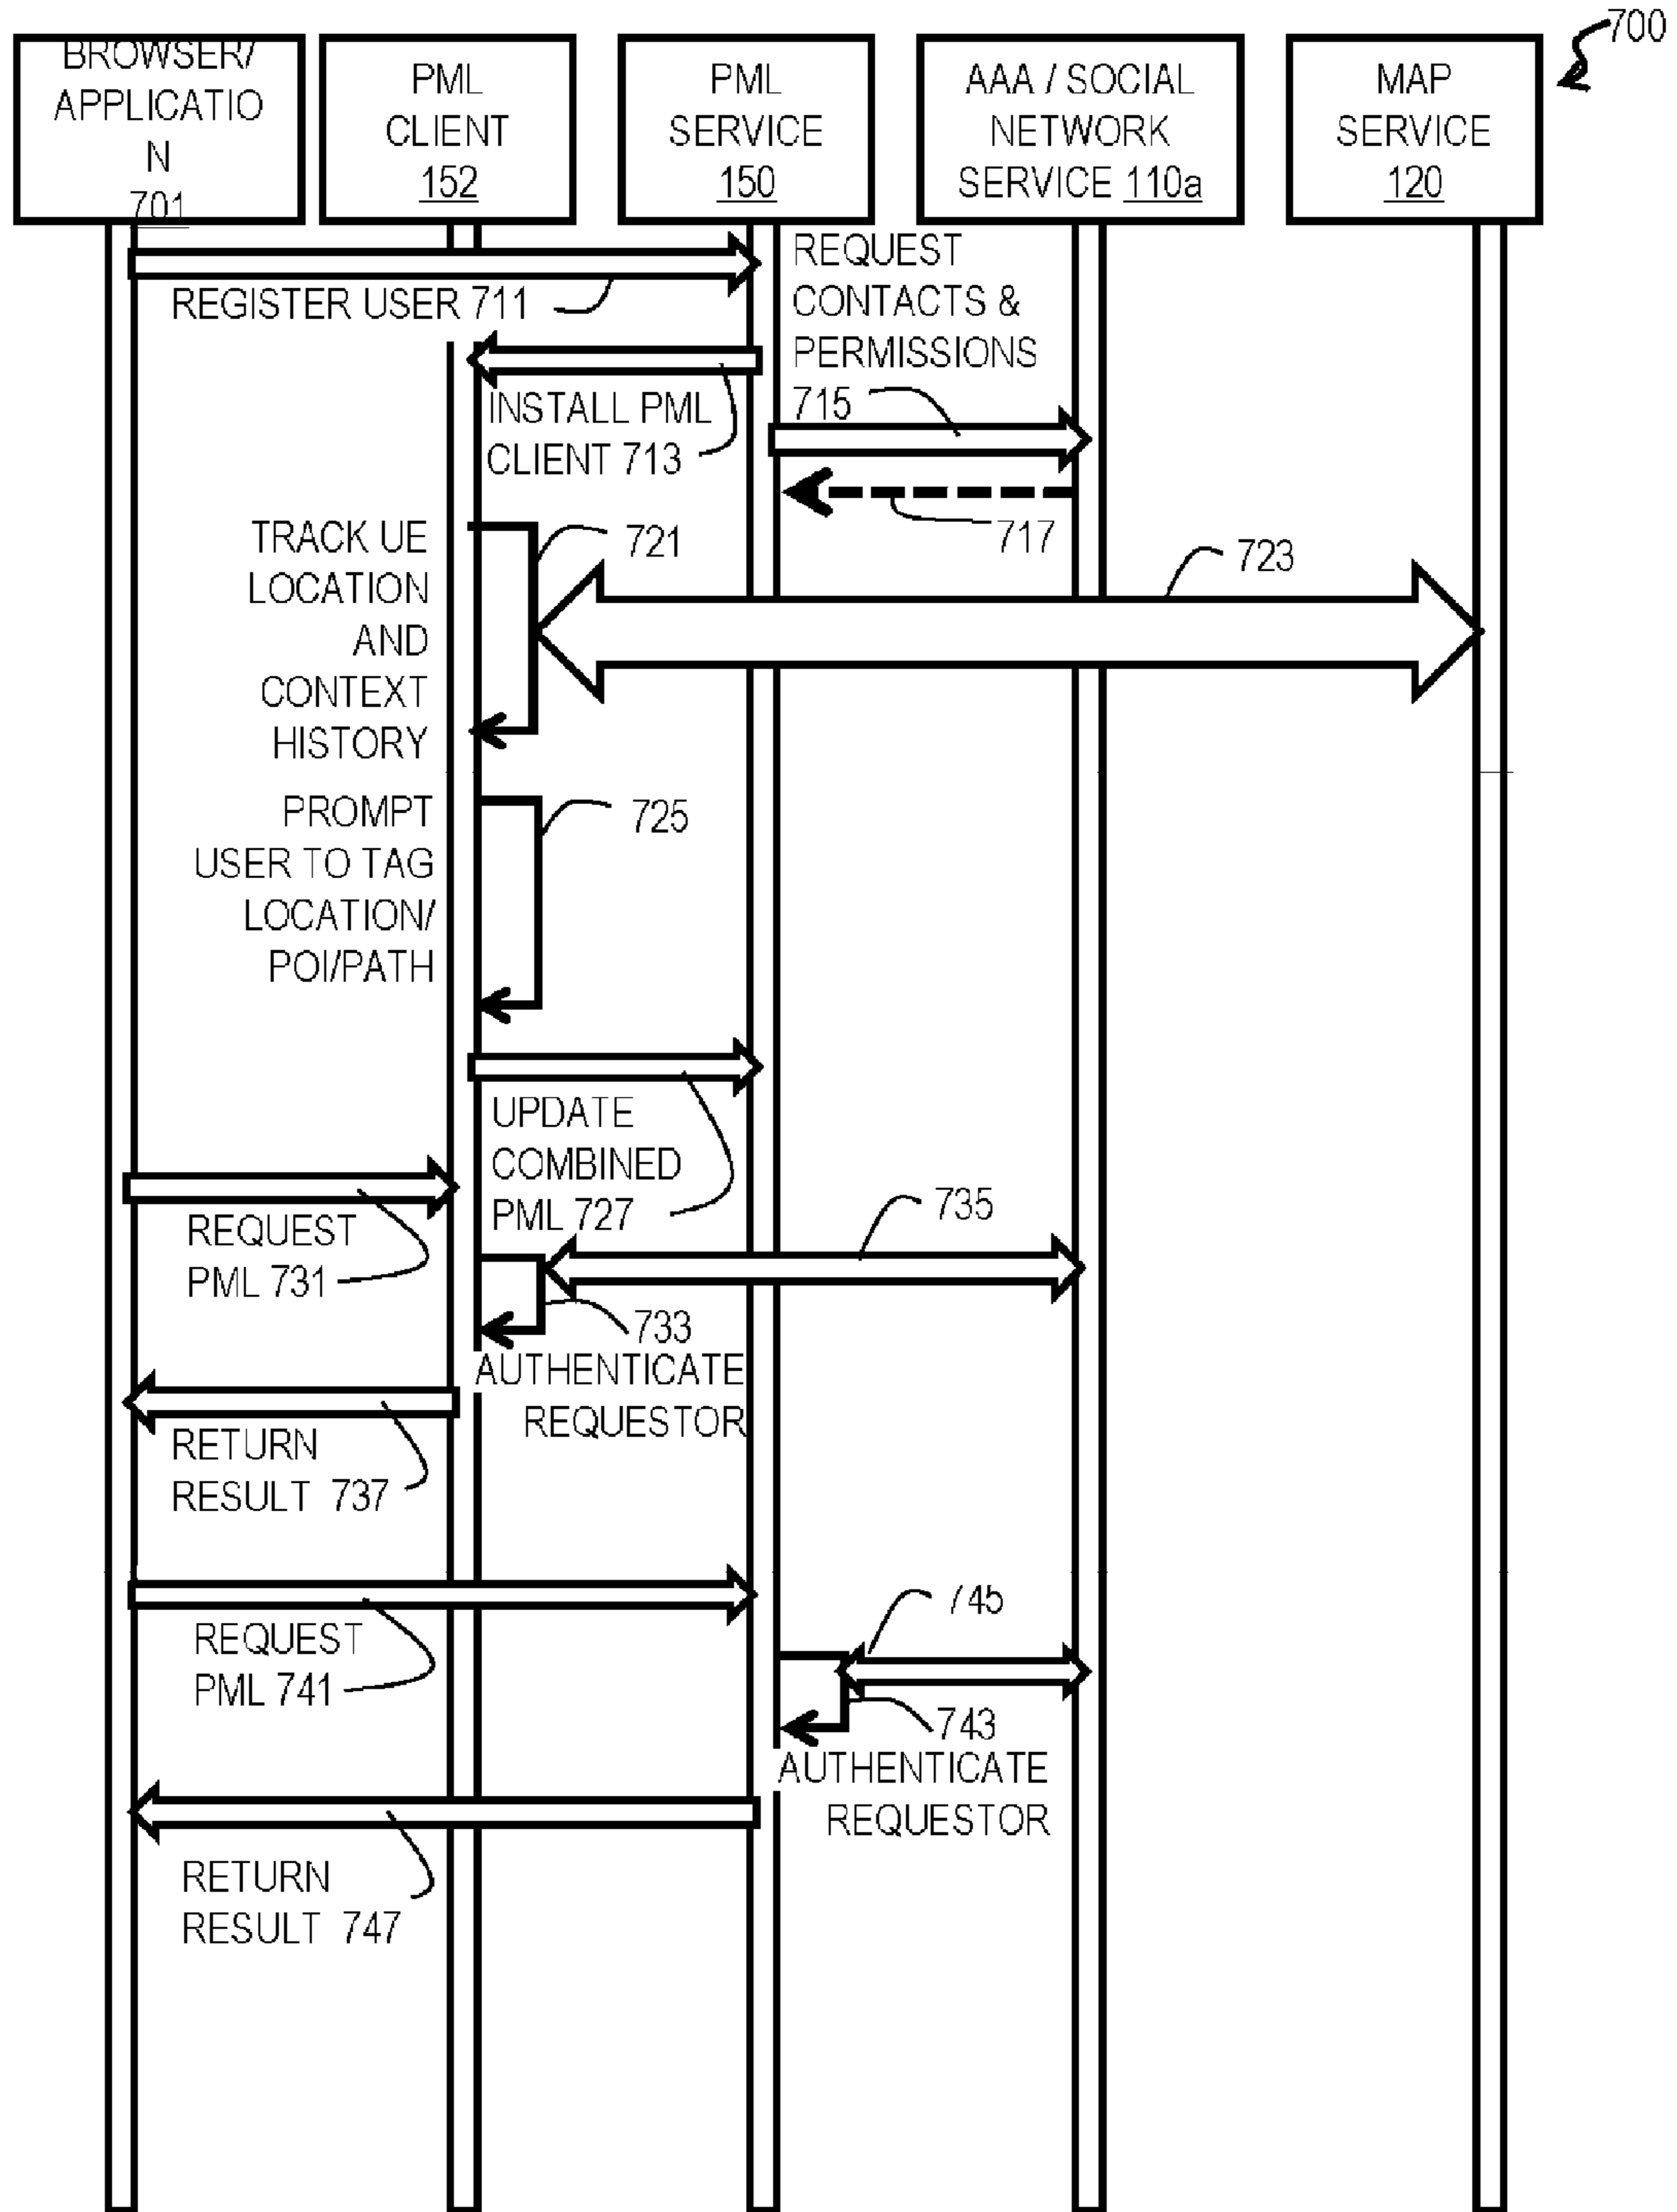 700
BROWSER/
APPLICATIO
N
701
PML
CLIENT
152
PML
SERVICE
150
AAA / SOCIAL
NETWORK
SERVICE 110a
MAP
SERVICE
120
REGISTER USER 711
REQUEST
CONTACTS &
PERMISSIONS
715
INSTALL PML
CLIENT 713
717
TRACK UE
LOCATION
AND
CONTEXT
HISTORY
721
723
PROMPT
USER TO TAG
LOCATION/
POI/PATH
725
UPDATE
COMBINED
PML 727
REQUEST
PML 731
735
733
AUTHENTICATE
REQUESTOR
RETURN
RESULT 737
REQUEST
PML 741
745
743
AUTHENTICATE
REQUESTOR
RETURN
RESULT 747